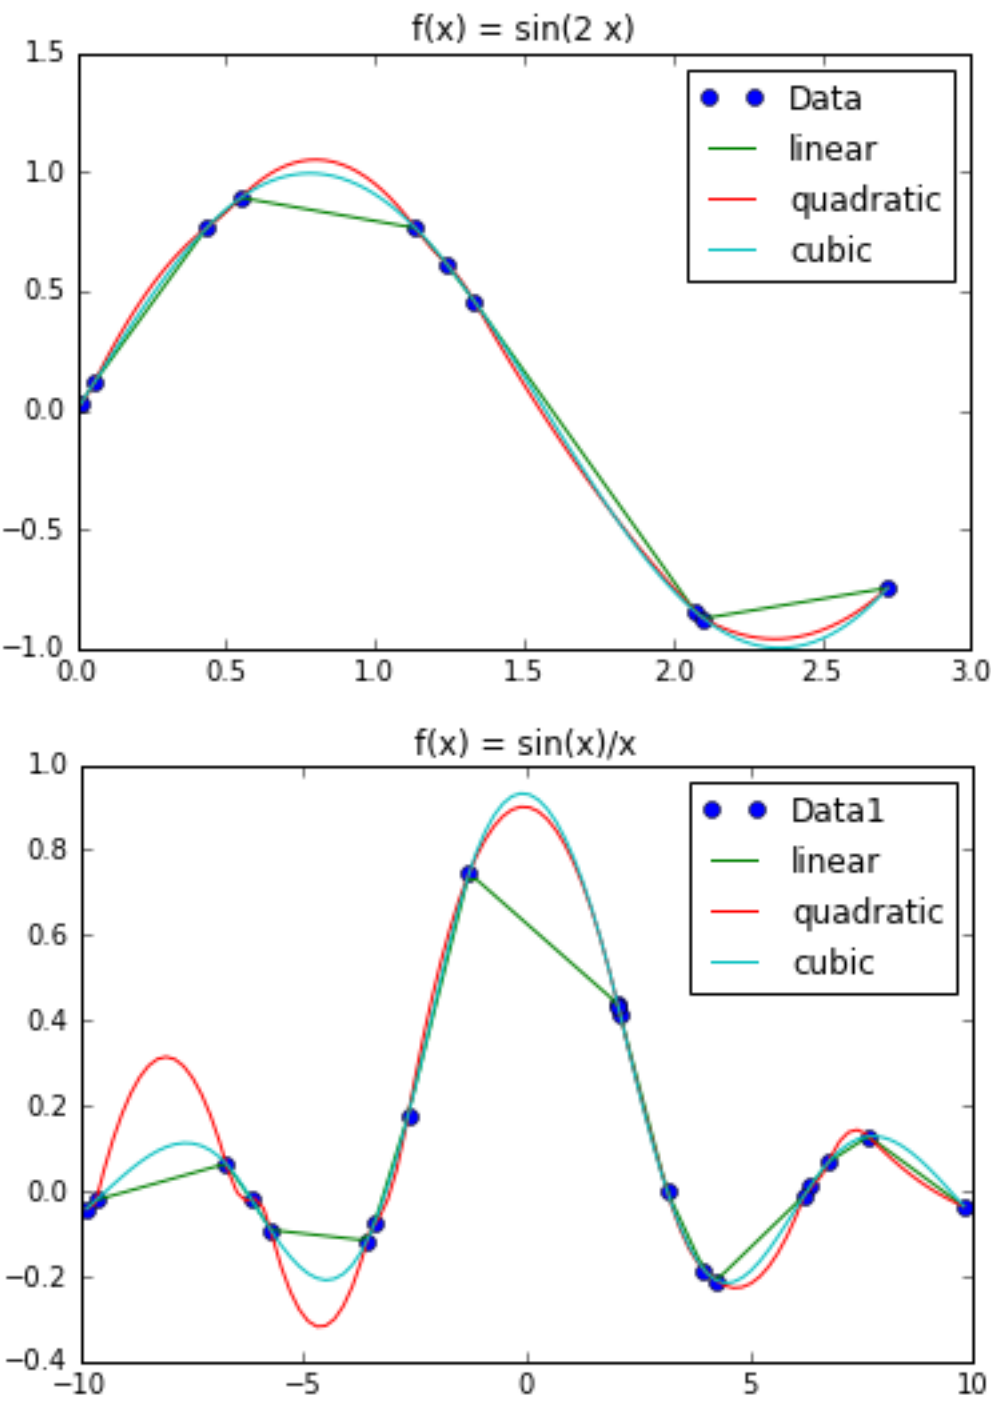 f(x) = sin(2 x)
1.5
1.0
0.5
0.0
−0.5
−1.0
0.0 0.5 1.0 1.5 2.0 2.5 3.0
Data
linear
quadratic
cubic
f(x) = sin(x)/x
1.0
0.8
0.6
0.4
0.2
0.0
−0.2
−0.4
−10 −5 0 5 10
Data1
linear
quadratic
cubic